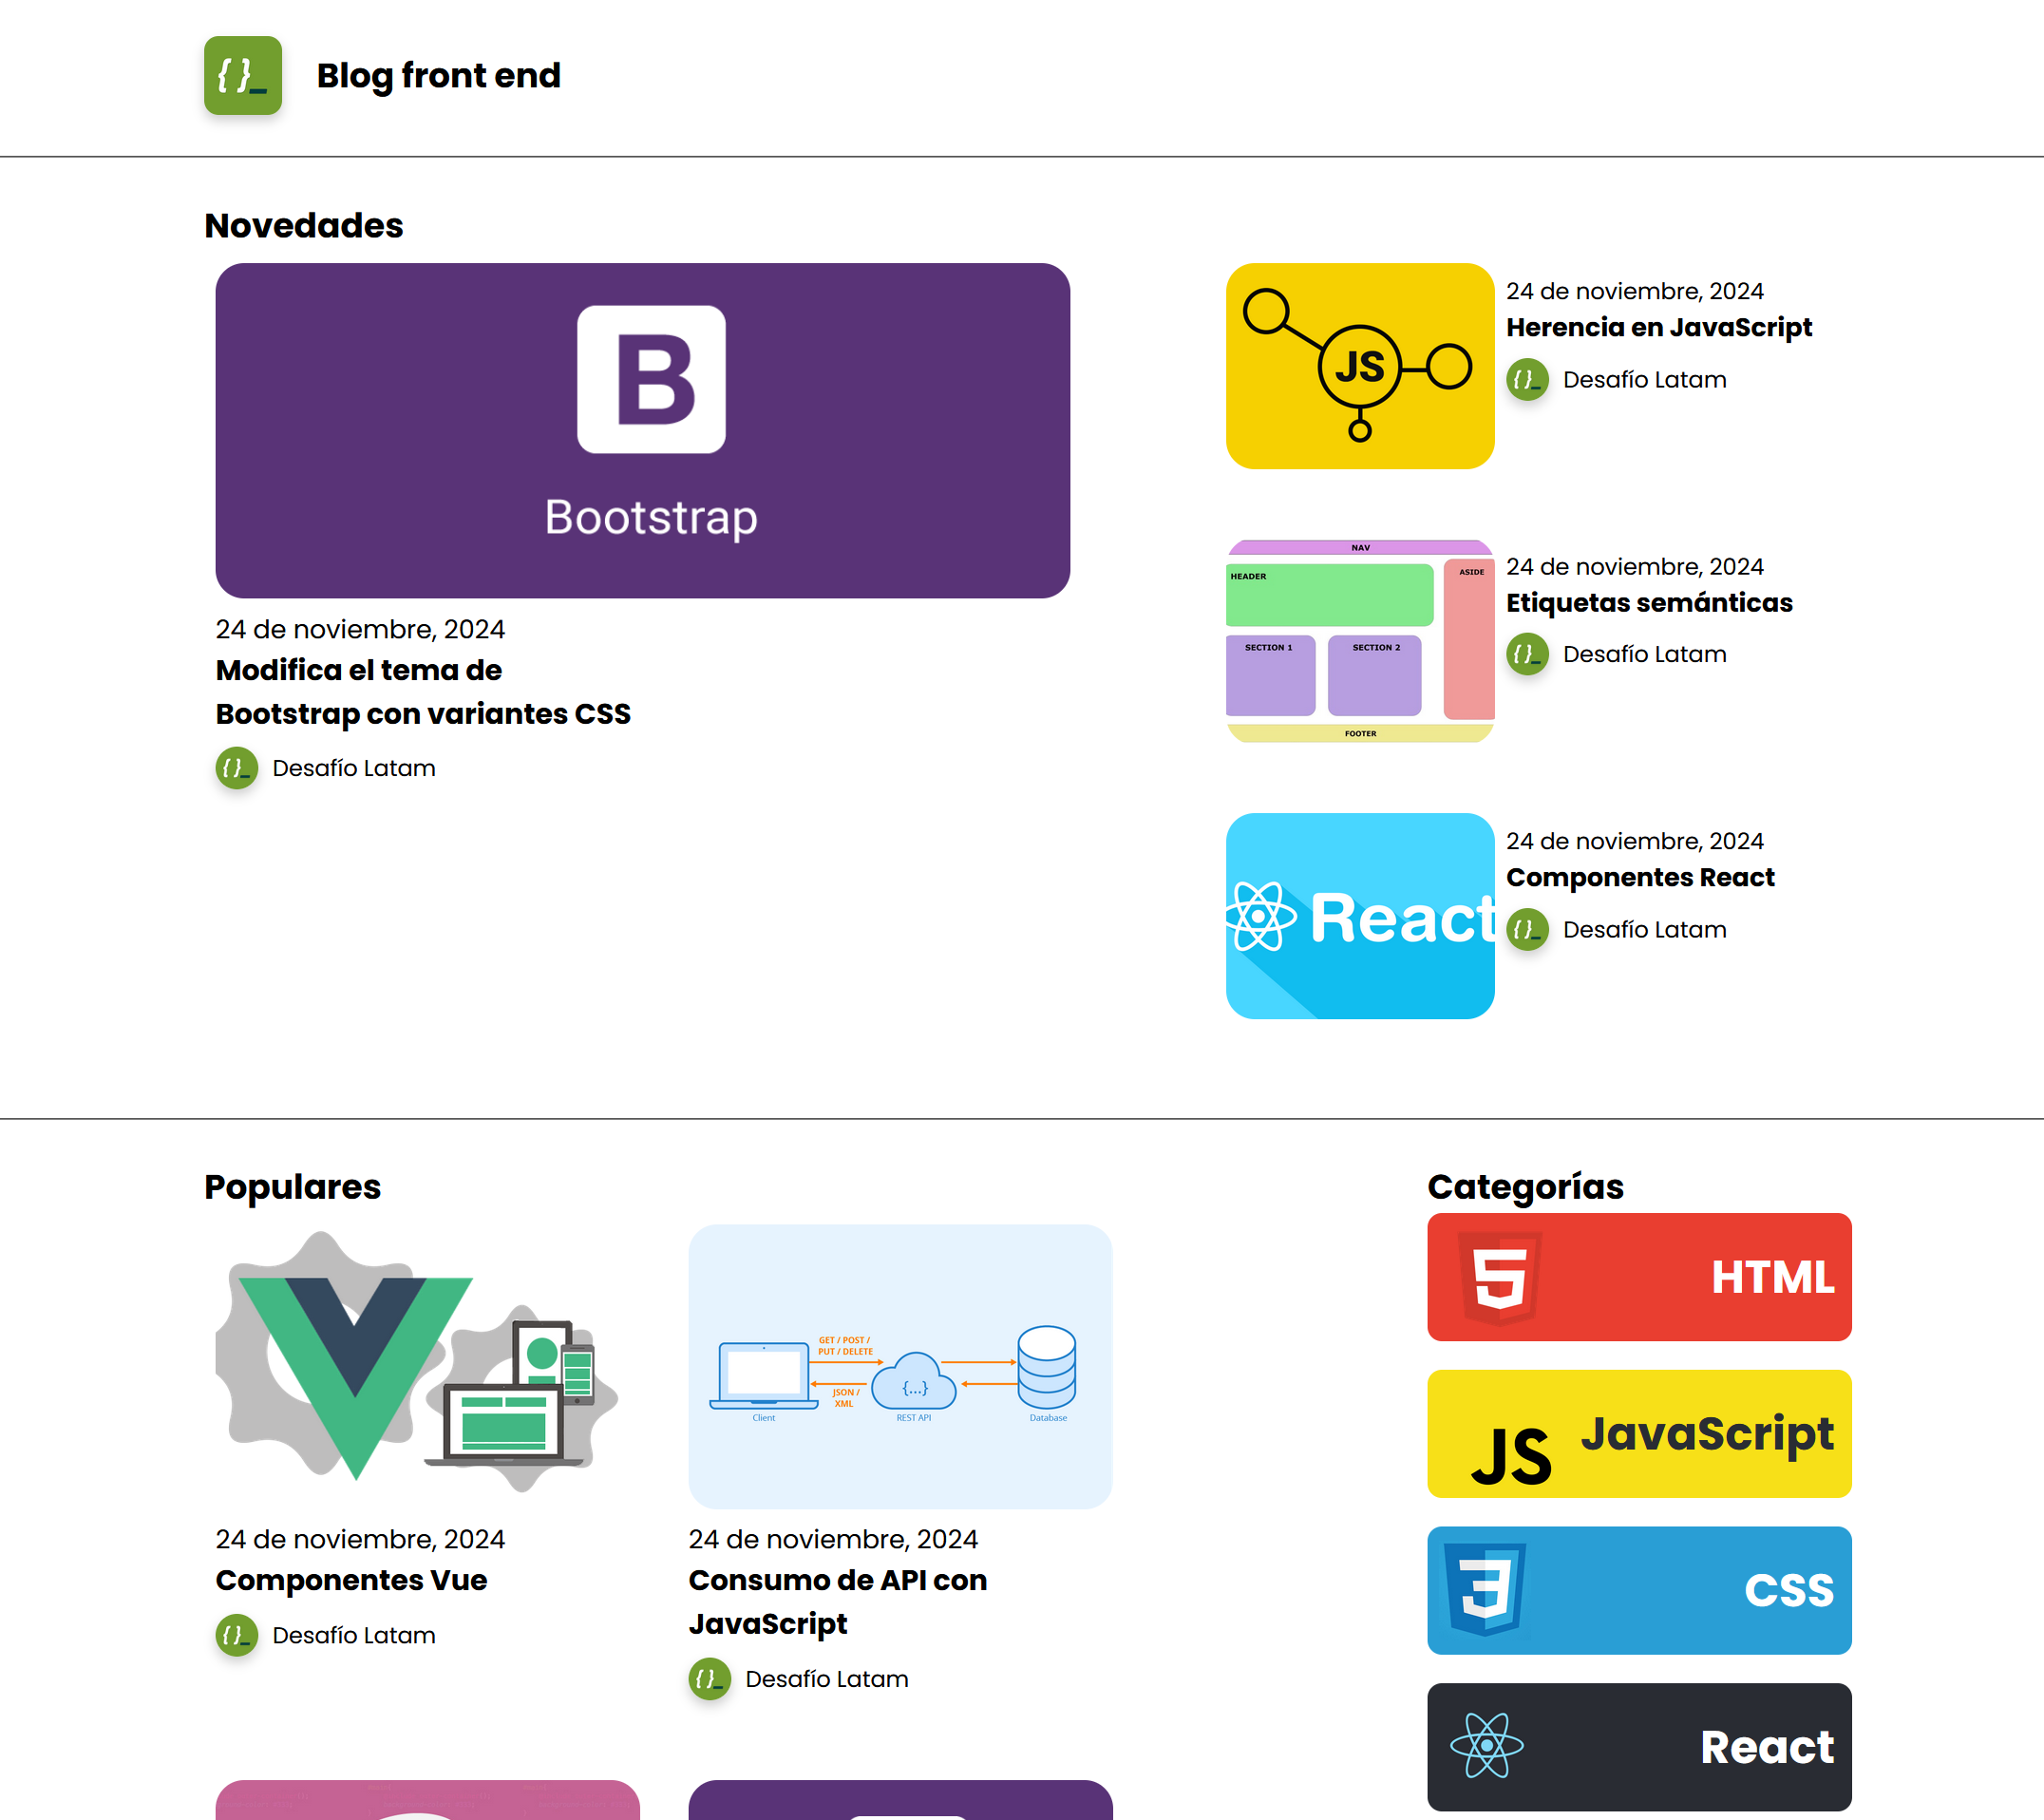 { }_
Blog front end
Novedades
B
Bootstrap
24 de noviembre, 2024
Modifica el tema de
Bootstrap con variantes CSS
{ }_
Desafío Latam
JS
24 de noviembre, 2024
Herencia en JavaScript
{ }_
Desafío Latam
NAV
HEADER
ASIDE
SECTION 1
SECTION 2
FOOTER
24 de noviembre, 2024
Etiquetas semánticas
{ }_
Desafío Latam
React
24 de noviembre, 2024
Componentes React
{ }_
Desafío Latam
Populares
24 de noviembre, 2024
Componentes Vue
{ }_
Desafío Latam
GET / POST /
PUT / DELETE
JSON /
XML
{...}
Client
REST API
Database
24 de noviembre, 2024
Consumo de API con
JavaScript
{ }_
Desafío Latam
Categorías
5
HTML
JS
JavaScript
3
CSS
React